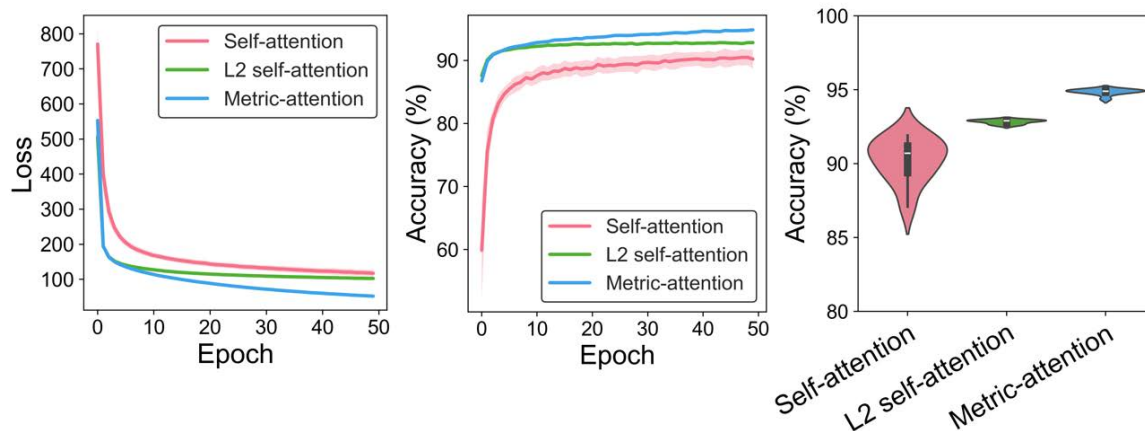 Loss
800
700
600
500
400
300
200
100
0
10
20
30
40
50
Epoch
Self-attention
L2 self-attention
Metric-attention
Accuracy (%)
90
80
70
60
0
10
20
30
40
50
Epoch
Self-attention
L2 self-attention
Metric-attention
Accuracy (%)
100
95
90
85
80
Self-attention
L2 self-attention
Metric-attention